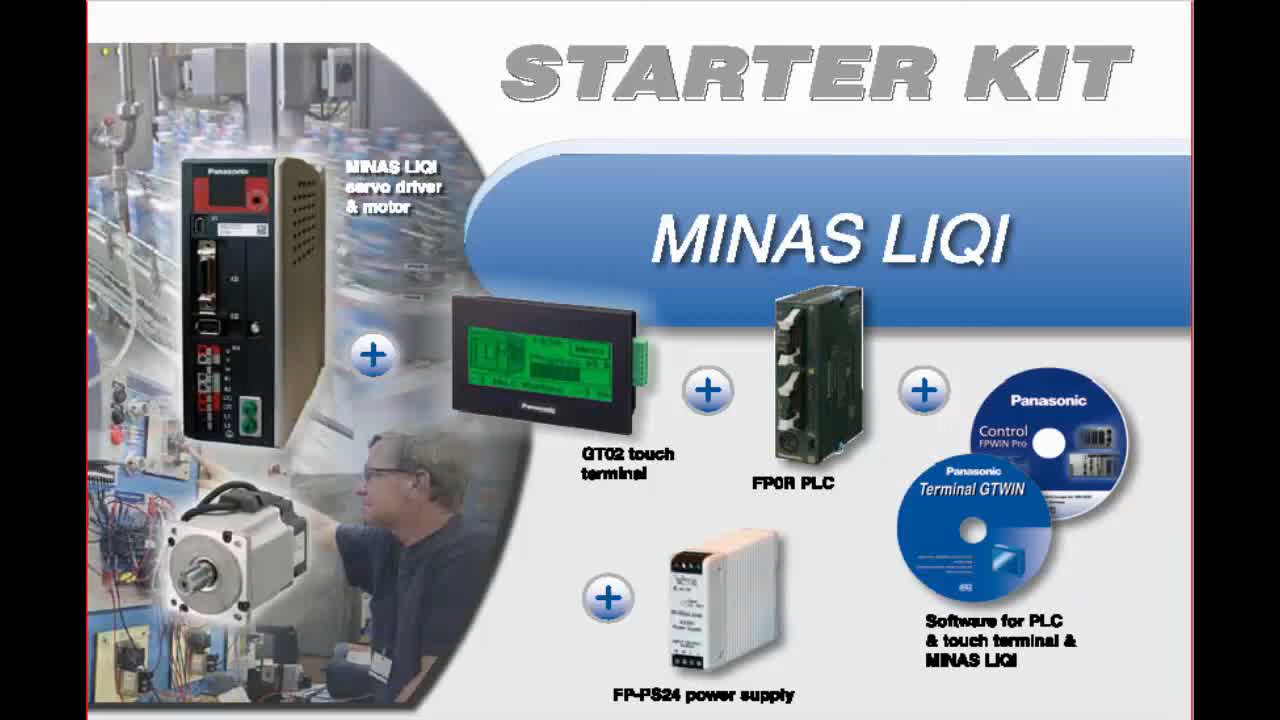 STARTER KIT
MINAS LIQI
servo driver
& motor
MINAS LIQI
Panasonic
Panasonic
GT02 touch
terminal
FP0R PLC
Panasonic
Control
FPWIN Pro
Panasonic
Terminal GTWIN
Software for PLC
& touch terminal &
MINAS LIQI
FP-PS24 power supply